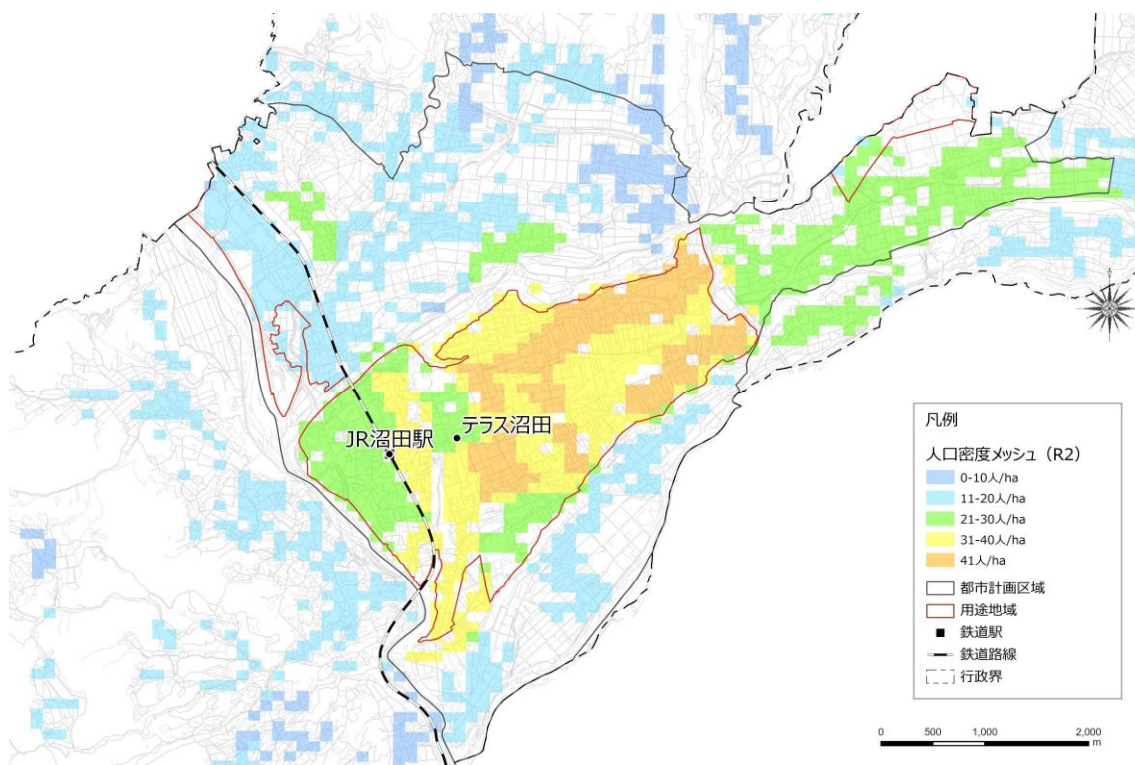 テラス沼田
JR沼田駅
凡例
人口密度メッシュ（R2）
0-10人/ha
11-20人/ha
21-30人/ha
31-40人/ha
41人/ha
都市計画区域
用途地域
鉄道駅
鉄道路線
行政界
0 500 1,000 2,000
m